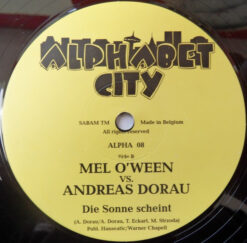 ALPHABET
CITY
SABAM TM Made in Belgium
All rights reserved
ALPHA 08
Side B
MEL O'WEEN
VS.
ANDREAS DORAU
Die Sonne scheint
(A. Dorau/A. Dorau, T. Eckart, M. Strzoda)
Publ. Hanseatic/Warner Chapell